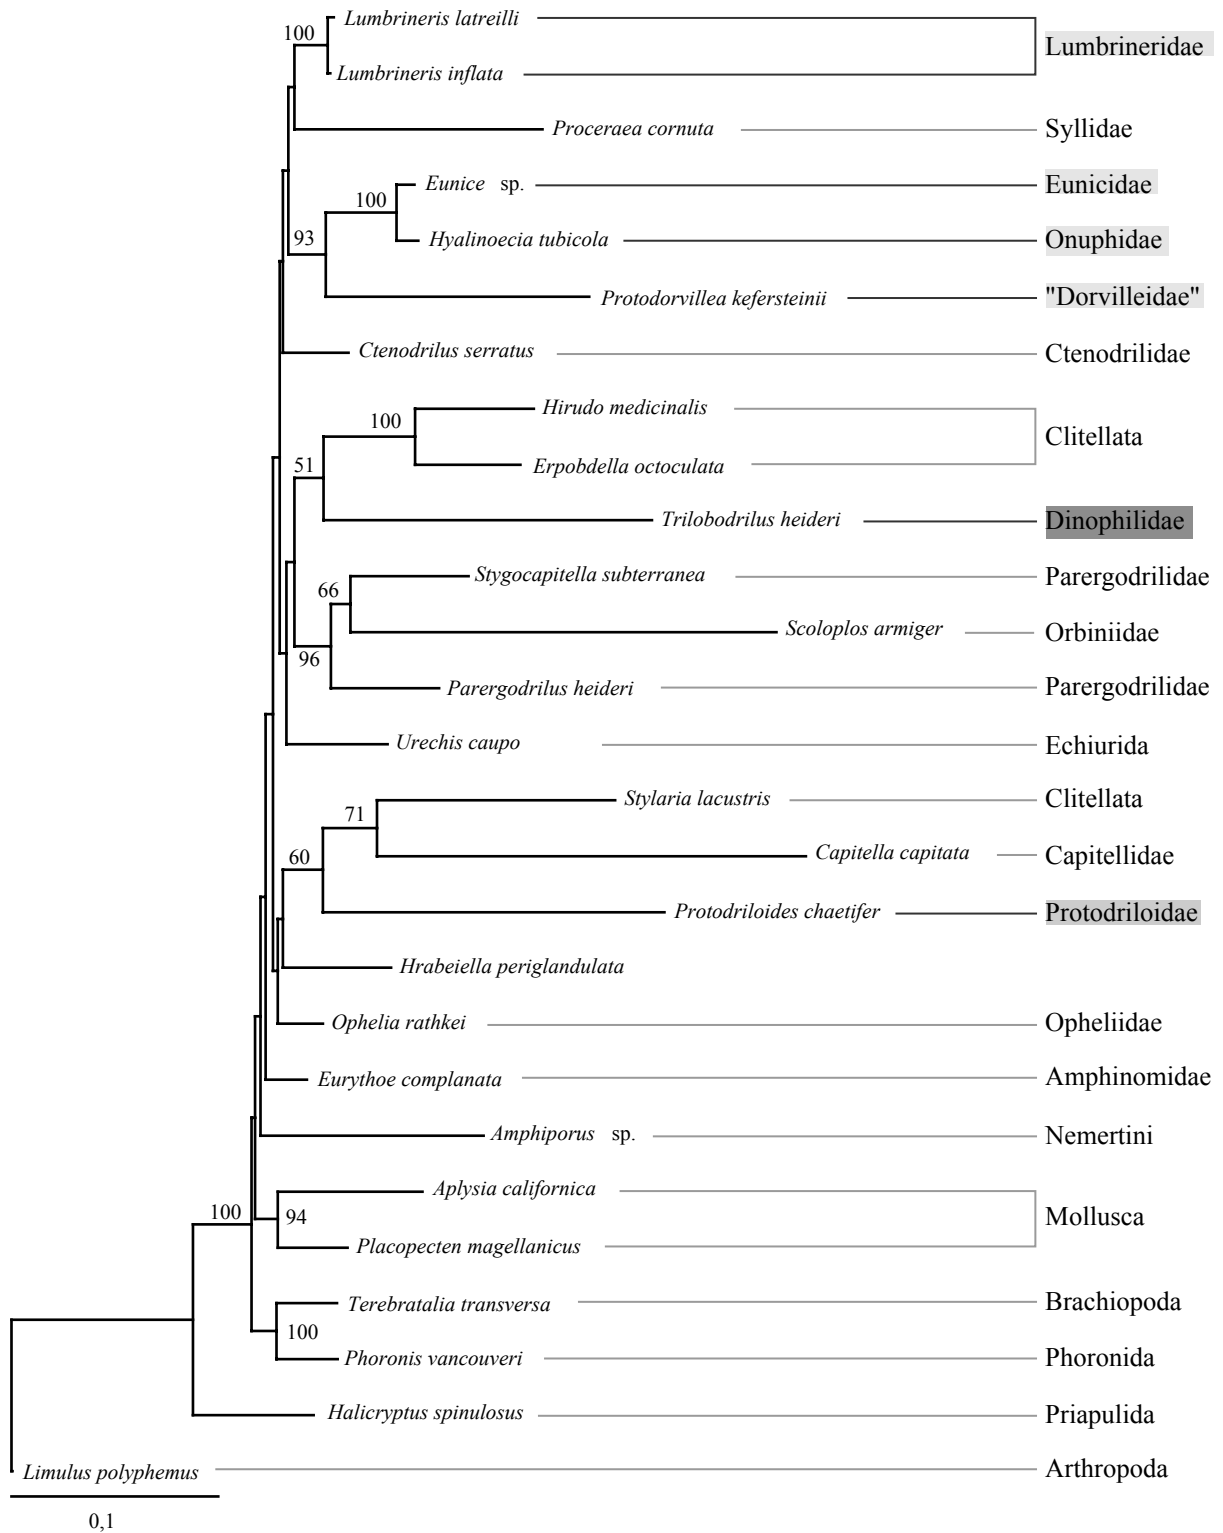 Lumbrineris latreilli
100
Lumbrineridae
Lumbrineris inflata
Proceraea cornuta Syllidae
Eunice sp. Eunicidae
100
93
Hyalinoecia tubicola Onuphidae
Protodorvillea kefersteinii "Dorvilleidae"
Ctenodrilus serratus Ctenodrilidae
Hirudo medicinalis
100
Clitellata
51
Erpobdella octoculata
Trilobodrilus heideri Dinophilidae
Stygocapitella subterranea Parergodrilidae
66
Scoloplos armiger Orbiniidae
96
Parergodrilus heideri Parergodrilidae
Urechis caupo Echiurida
Stylaria lacustris Clitellata
71
60
Capitella capitata Capitellidae
Protodriloides chaetifer Protodriloidae
Hrabeiella periglandulata
Ophelia rathkei Opheliidae
Eurythoe complanata Amphinomidae
Amphiporus sp. Nemertini
Aplysia californica
100
94
Mollusca
Placopecten magellanicus
Terebratalia transversa Brachiopoda
100
Phoronis vancouveri Phoronida
Halicryptus spinulosus Priapulida
Limulus polyphemus Arthropoda
0,1